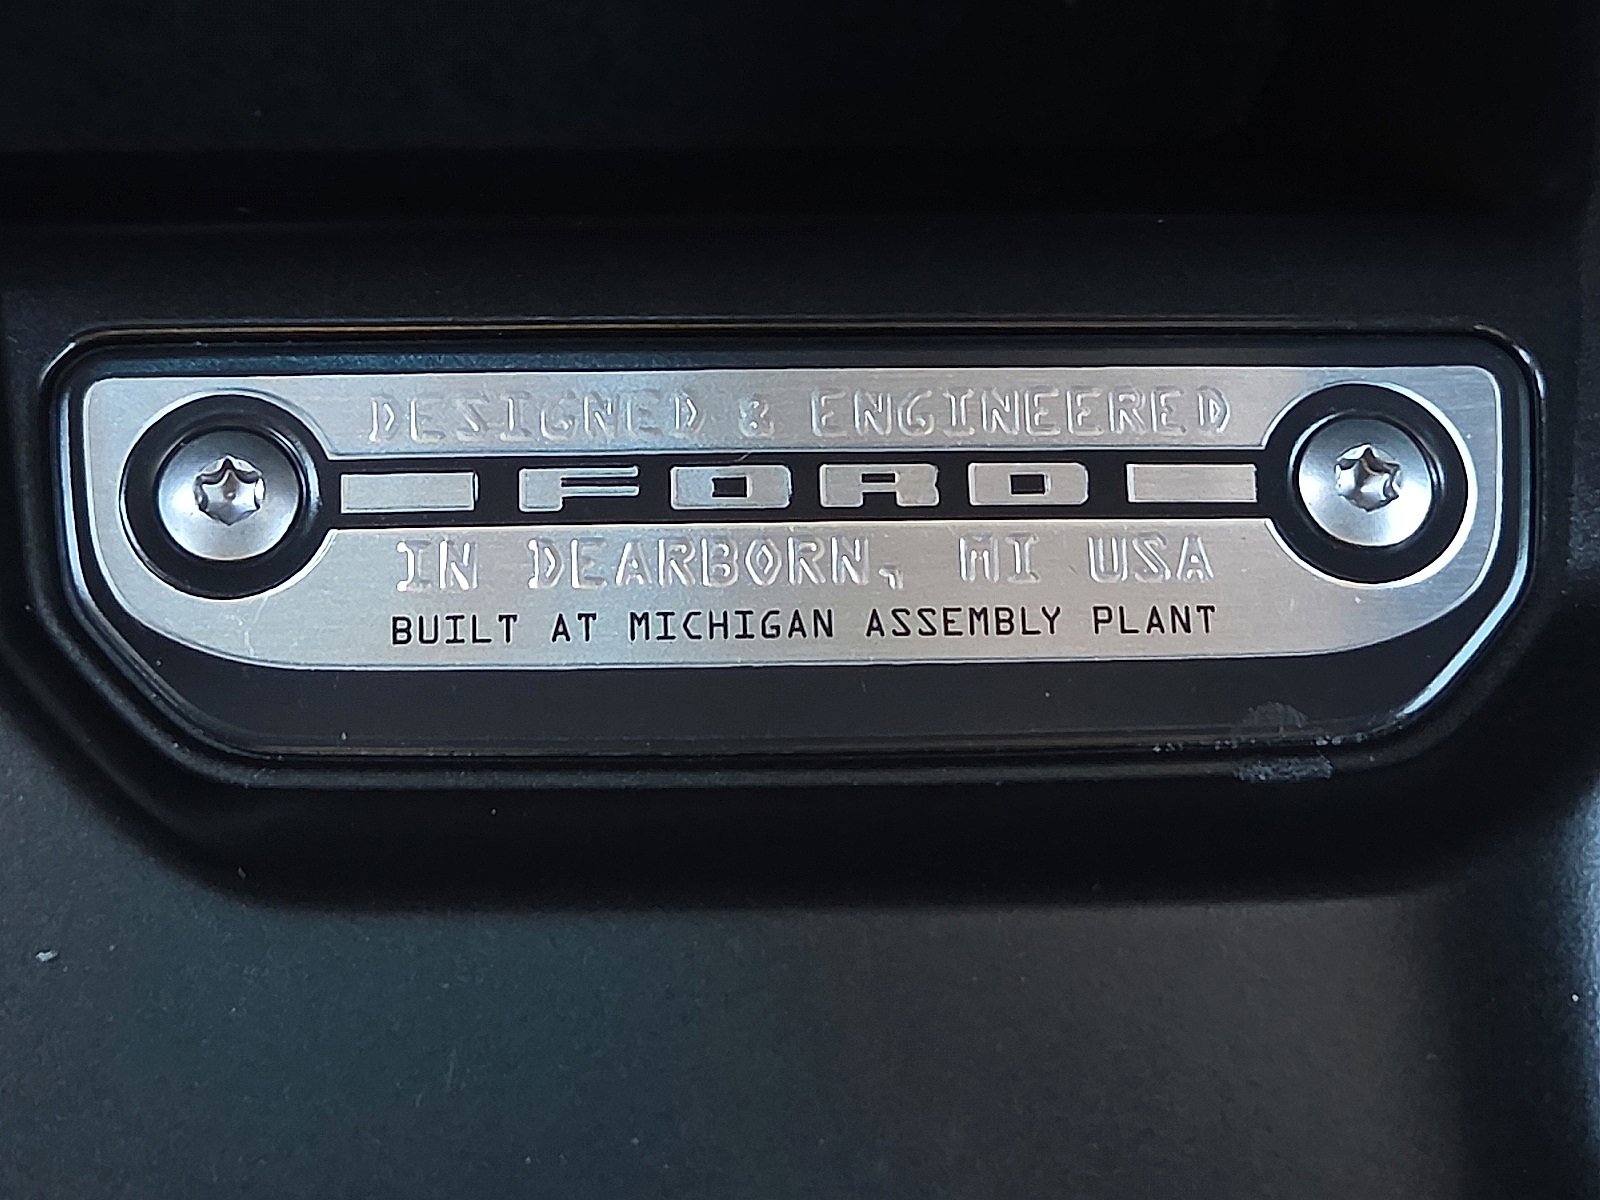 DESIGNED & ENGINEERED
FORD
IN DEARBORN, MI USA
BUILT AT MICHIGAN ASSEMBLY PLANT